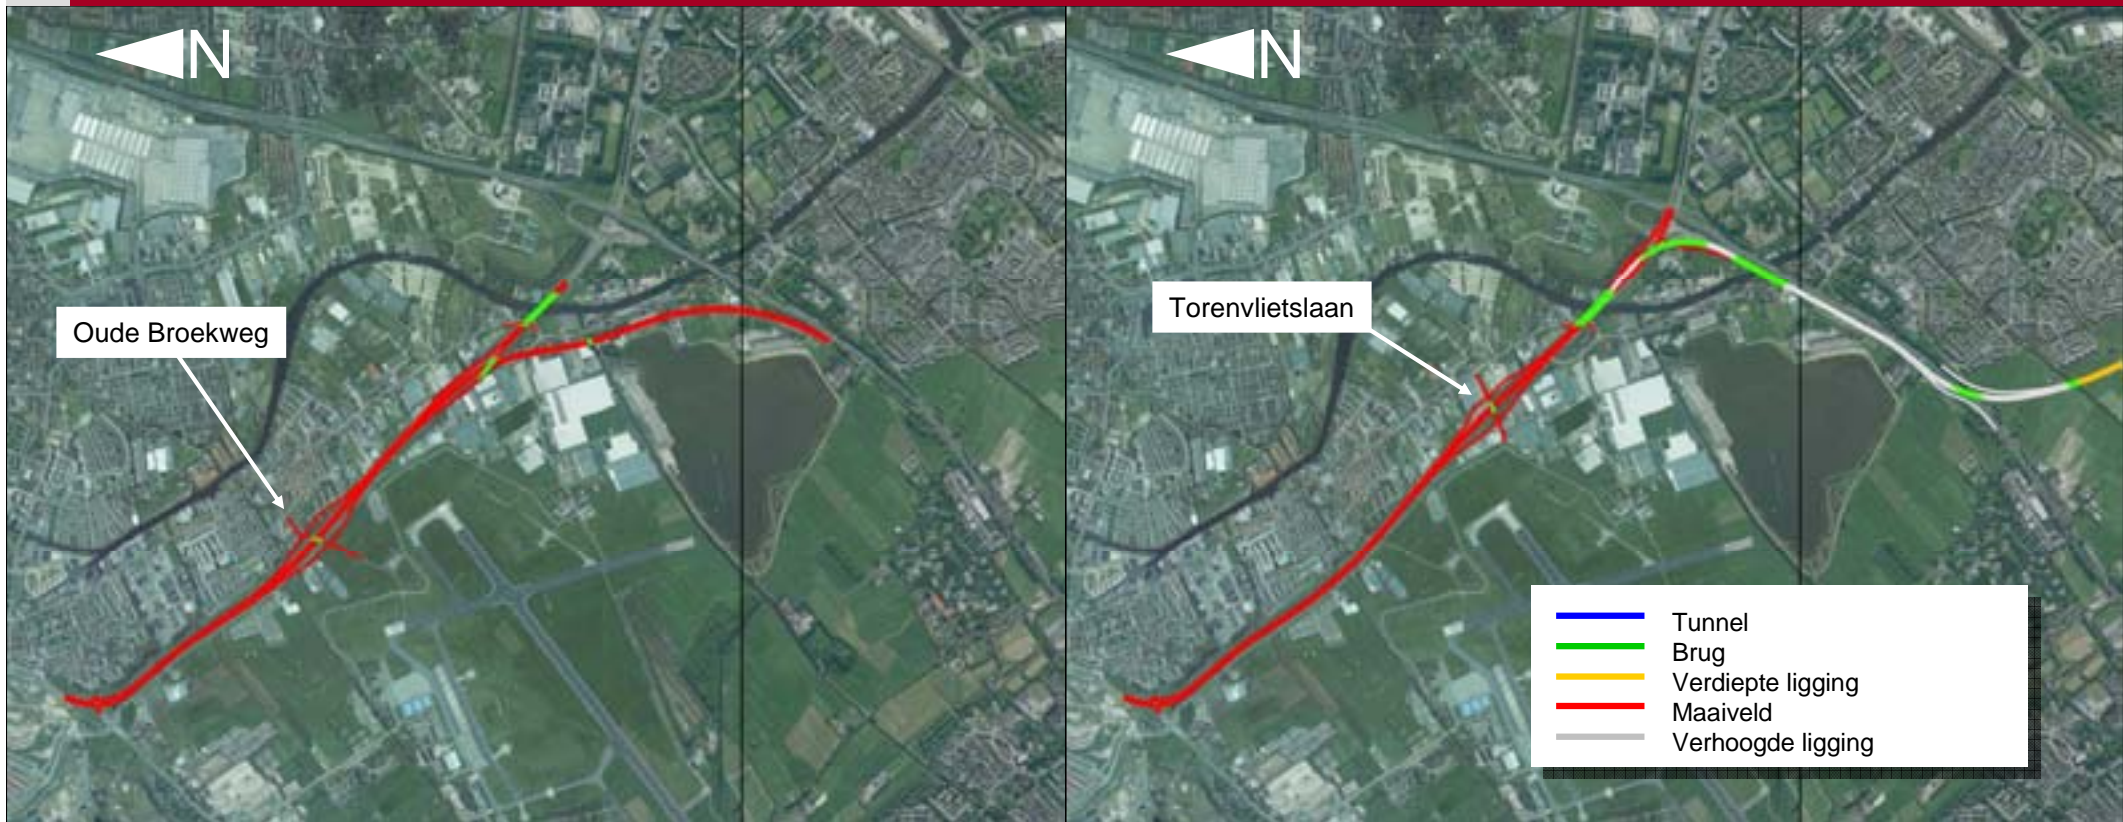 N
N
Oude Broekweg
Torenvlietslaan
Tunnel
Brug
Verdiepte ligging
Maaiveld
Verhoogde ligging